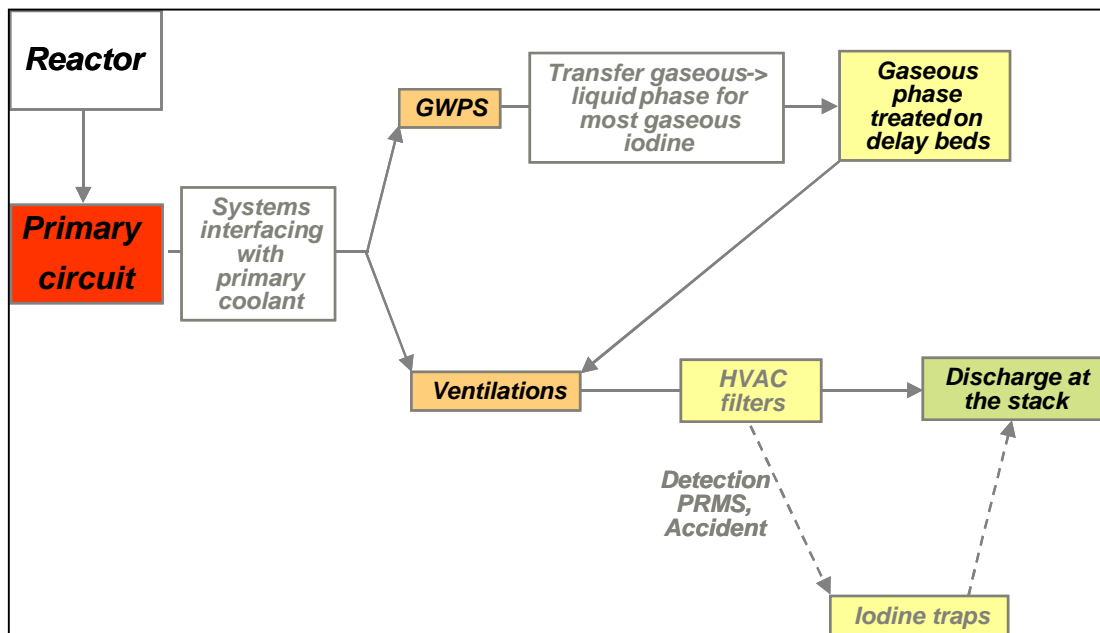 Reactor
Primary
circuit
Systems
interfacing
with
primary
coolant
GWPS
Transfer gaseous->
liquid phase for
most gaseous
iodine
Gaseous
phase
treated on
delay beds
Ventilations
HVAC
filters
Discharge at
the stack
Detection
PRMS,
Accident
Iodine traps